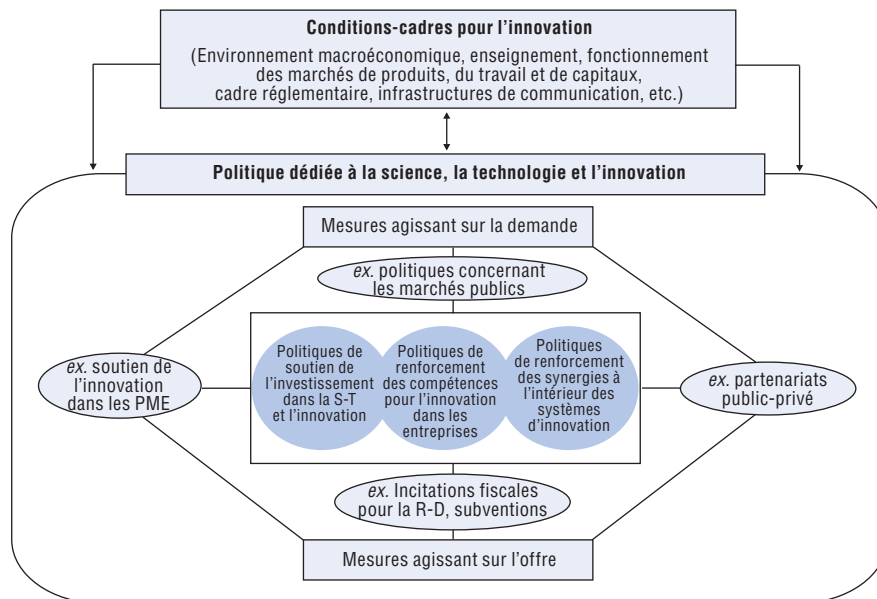 Conditions-cadres pour l'innovation
(Environnement macroéconomique, enseignement, fonctionnement
des marchés de produits, du travail et de capitaux,
cadre réglementaire, infrastructures de communication, etc.)
Politique dédiée à la science, la technologie et l'innovation
Mesures agissant sur la demande
ex. politiques concernant
les marchés publics
ex. soutien de
l'innovation
dans les PME
Politiques de
soutien de
l'investissement
dans la S-T
et l'innovation
Politiques de
renforcement
des compétences
pour l'innovation
dans les
entreprises
Politiques
de renforcement
des synergies à
l'intérieur des
systèmes
d'innovation
ex. partenariats
public-privé
ex. Incitations fiscales
pour la R-D, subventions
Mesures agissant sur l'offre